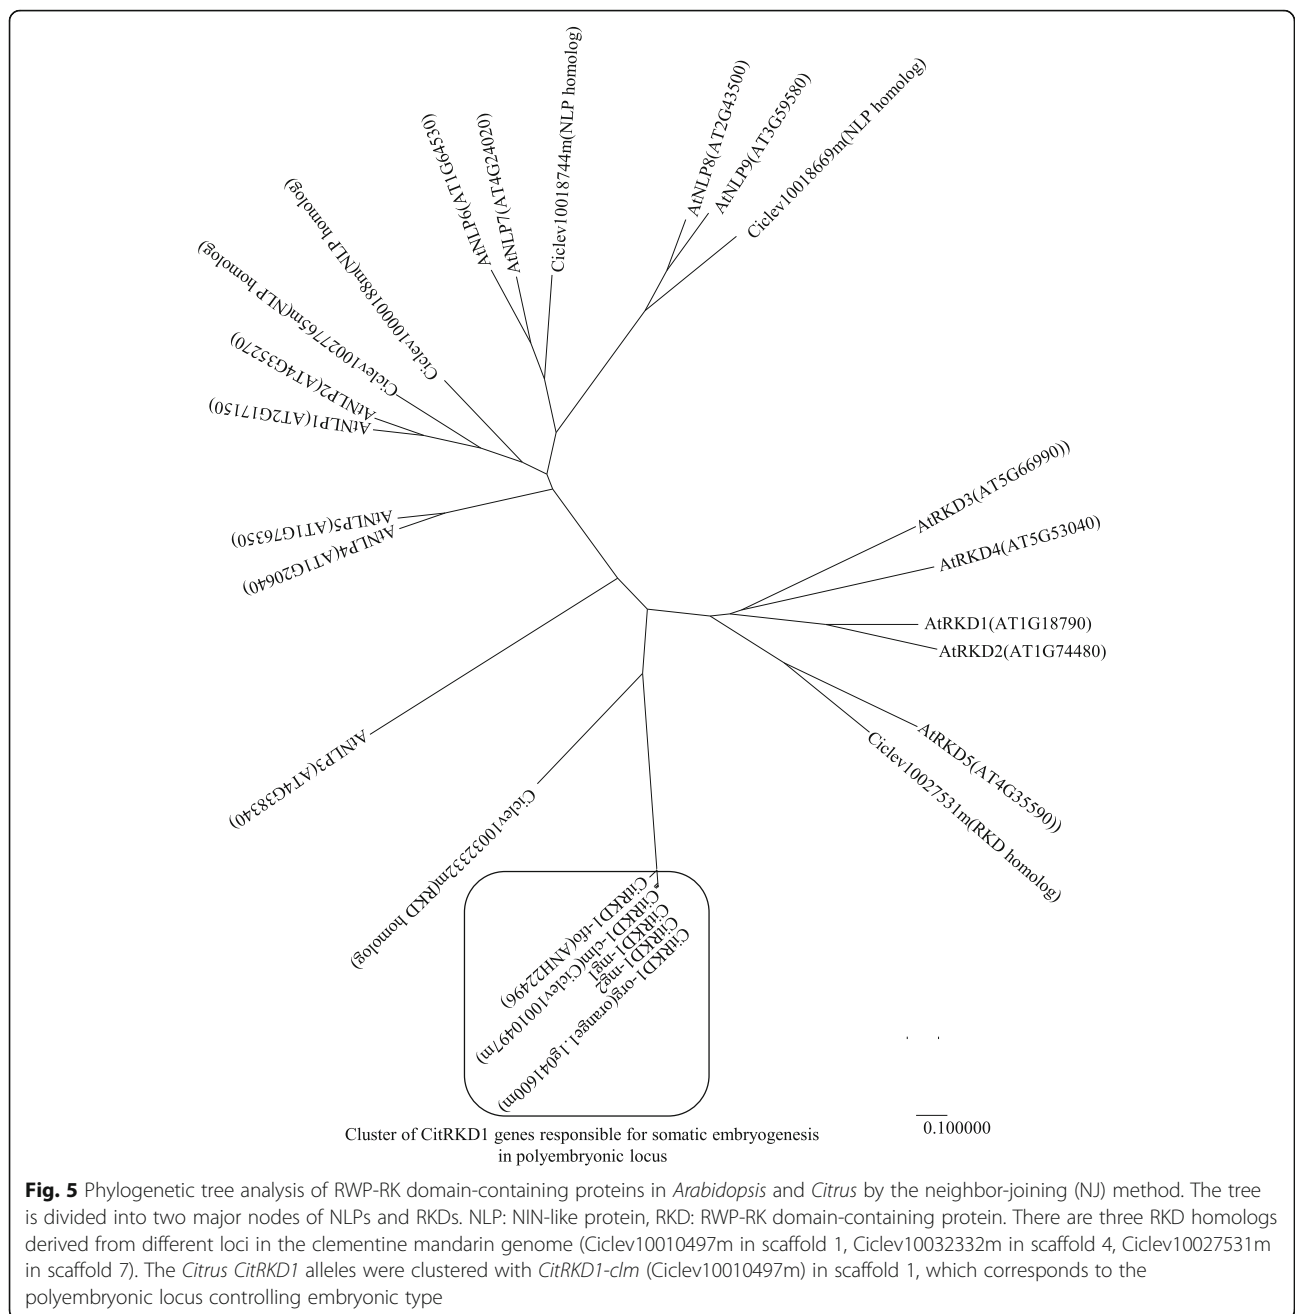 Ciclev10018744m(NLP homolog)
AtNLP8(AT2G43500)
AtNLP9(AT3G59580)
Ciclev10018669m(NLP homolog)
AtNLP6(AT1G64530)
AtNLP7(AT4G24020)
Ciclev10000188m(NLP homolog)
Ciclev10027765m(NLP homolog)
AtNLP2(AT4G35270)
AtNLP1(AT2G17150)
AtNLP5(AT1G76350)
AtNLP4(AT1G20640)
AtRKD3(AT5G66990))
AtRKD4(AT5G53040)
AtRKD1(AT1G18790)
AtRKD2(AT1G74480)
AtRKD5(AT4G35590))
Ciclev10027531m(RKD homolog)
AtNLP3(AT4G38340)
Ciclev10032332m(RKD homolog)
CitRKD1-tfo(ANH22496)
CitRKD1-clm(Ciclev10010497m)
CitRKD1-mg1
CitRKD1-mg2
CitRKD1-org(orange1.1g041600m)
0.100000
Cluster of CitRKD1 genes responsible for somatic embryogenesis
in polyembryonic locus
Fig. 5 Phylogenetic tree analysis of RWP-RK domain-containing proteins in Arabidopsis and Citrus by the neighbor-joining (NJ) method. The tree
is divided into two major nodes of NLPs and RKDs. NLP: NIN-like protein, RKD: RWP-RK domain-containing protein. There are three RKD homologs
derived from different loci in the clementine mandarin genome (Ciclev10010497m in scaffold 1, Ciclev10032332m in scaffold 4, Ciclev10027531m
in scaffold 7). The Citrus CitRKD1 alleles were clustered with CitRKD1-clm (Ciclev10010497m) in scaffold 1, which corresponds to the
polyembryonic locus controlling embryonic type